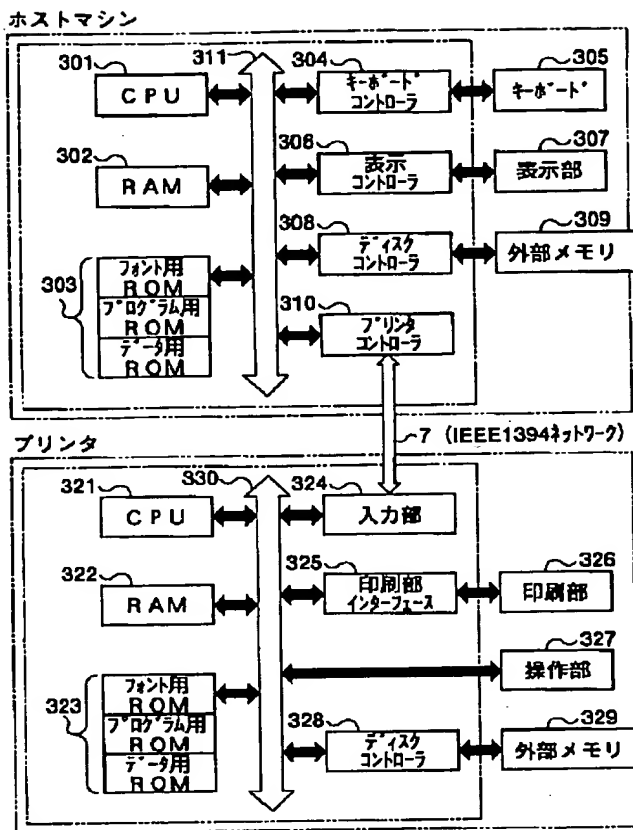 ホストマシン
301
311
304
305
CPU
キーボード
コントローラ
キーボード
302
306
307
RAM
表示
コントローラ
表示部
308
309
303
フォント用
ROM
プログラム用
ROM
データ用
ROM
ディスク
コントローラ
外部メモリ
310
プリンタ
コントローラ
7 (IEEE1394ネットワーク)
プリンタ
321
330
324
CPU
入力部
322
325
326
RAM
印刷部
インターフェース
印刷部
327
操作部
323
フォント用
ROM
プログラム用
ROM
データ用
ROM
328
329
ディスク
コントローラ
外部メモリ